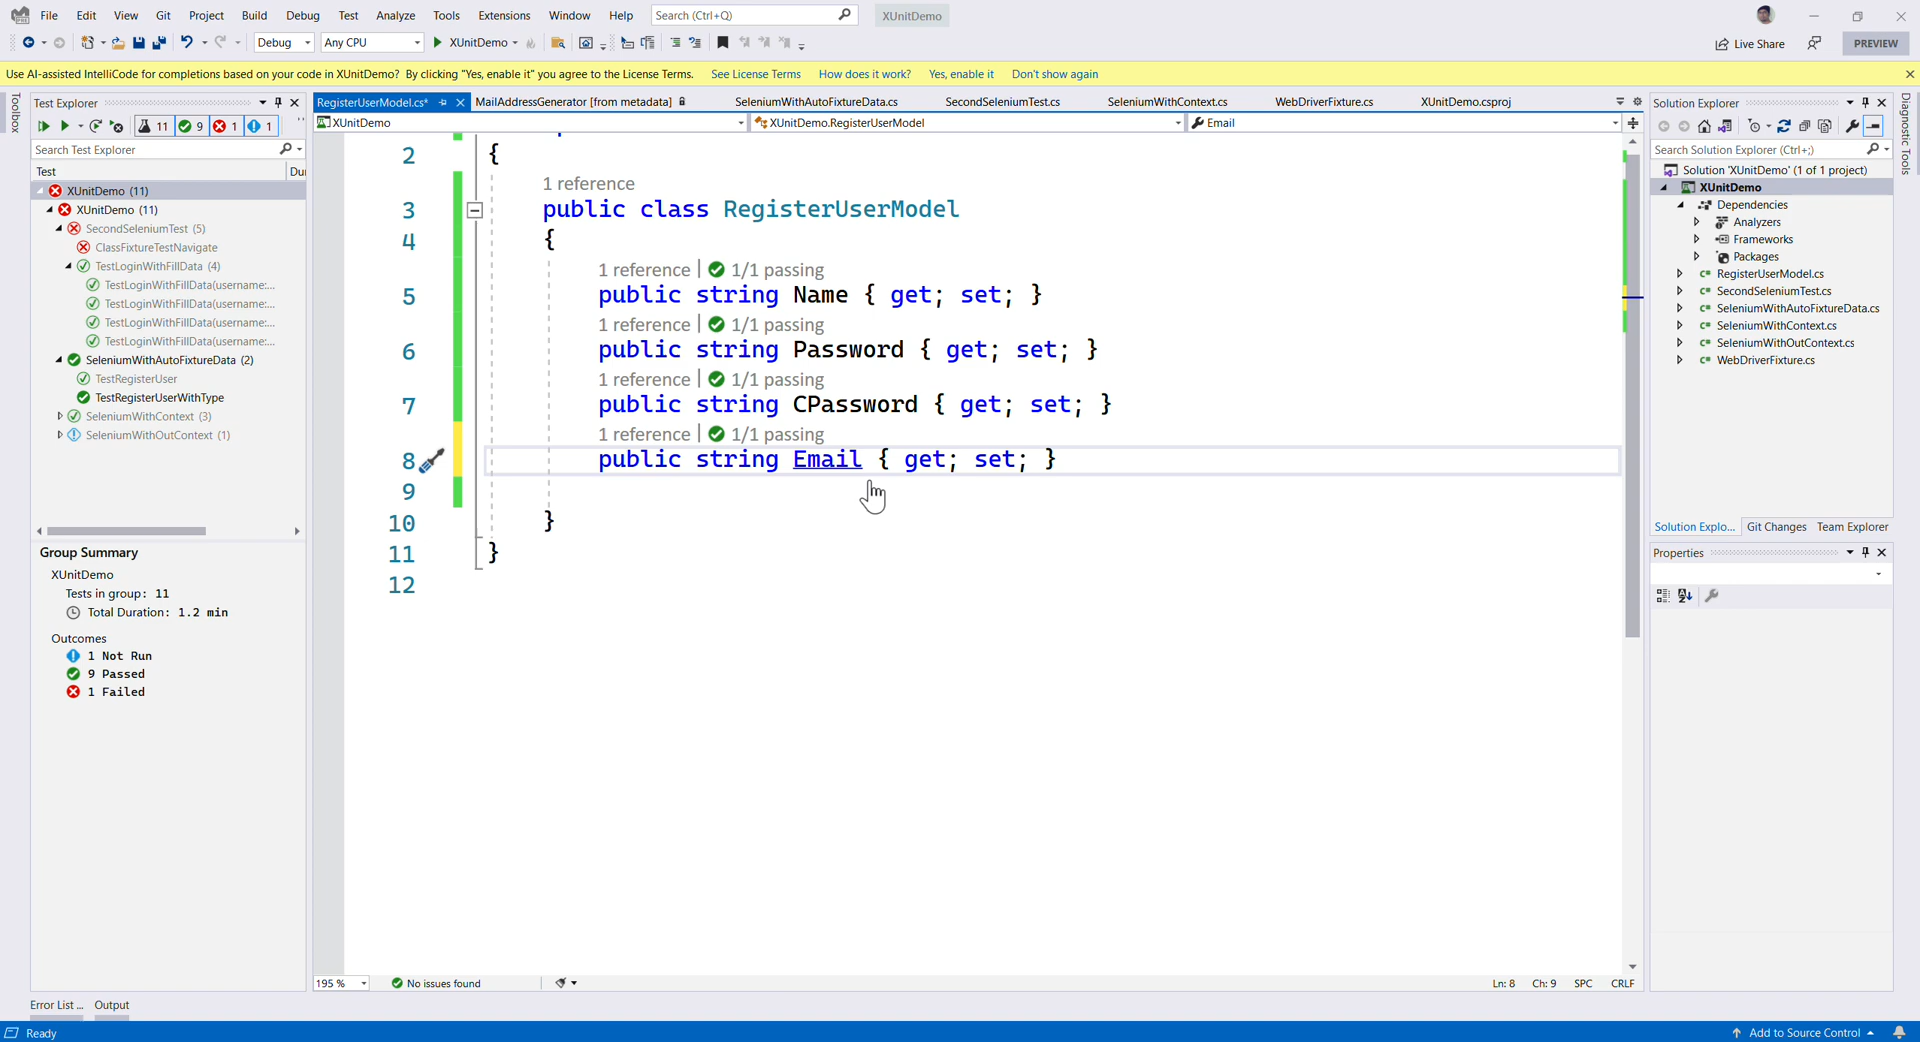 File Edit View Git Project Build Debug Test Analyze Tools Extensions Window Help Search (Ctrl+Q) XUnitDemo
Debug Any CPU XUnitDemo Live Share PREVIEW
Use AI-assisted IntelliCode for completions based on your code in XUnitDemo? By clicking "Yes, enable it" you agree to the License Terms. See License Terms How does it work? Yes, enable it Don't show again
Toolbox
Test Explorer
11 9 1 1
Search Test Explorer
Test Du
XUnitDemo (11)
XUnitDemo (11)
SecondSeleniumTest (5)
ClassFixtureTestNavigate
TestLoginWithFillData (4)
TestLoginWithFillData(username:...
TestLoginWithFillData(username:...
TestLoginWithFillData(username:...
TestLoginWithFillData(username:...
SeleniumWithAutoFixtureData (2)
TestRegisterUser
TestRegisterUserWithType
SeleniumWithContext (3)
SeleniumWithOutContext (1)
Group Summary
XUnitDemo
Tests in group: 11
Total Duration: 1.2 min
Outcomes
1 Not Run
9 Passed
1 Failed
RegisterUserModel.cs* MailAddressGenerator [from metadata] SeleniumWithAutoFixtureData.cs SecondSeleniumTest.cs SeleniumWithContext.cs WebDriverFixture.cs XUnitDemo.csproj
XUnitDemo XUnitDemo.RegisterUserModel Email
2 {
1 reference
3 public class RegisterUserModel
4 {
1 reference | 1/1 passing
5 public string Name { get; set; }
1 reference | 1/1 passing
6 public string Password { get; set; }
1 reference | 1/1 passing
7 public string CPassword { get; set; }
1 reference | 1/1 passing
8 public string Email { get; set; }
9
10 }
11 }
12
195 % No issues found Ln: 8 Ch: 9 SPC CRLF
Solution Explorer
Search Solution Explorer (Ctrl+;)
Solution 'XUnitDemo' (1 of 1 project)
XUnitDemo
Dependencies
Analyzers
Frameworks
Packages
RegisterUserModel.cs
SecondSeleniumTest.cs
SeleniumWithAutoFixtureData.cs
SeleniumWithContext.cs
SeleniumWithOutContext.cs
WebDriverFixture.cs
Solution Explo... Git Changes Team Explorer
Properties
Diagnostic Tools
Error List ... Output
Ready Add to Source Control